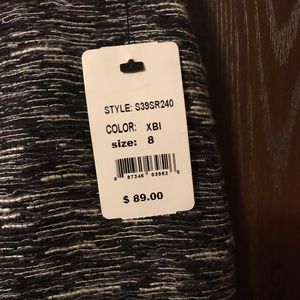 STYLE: S39SR240
COLOR: XBI
size: 8
$ 89.00